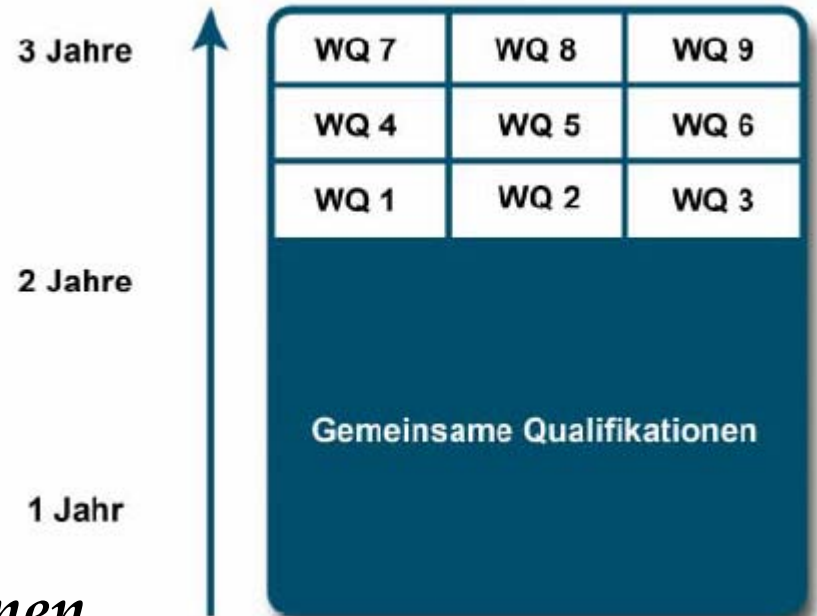 3 Jahre
WQ 7 WQ 8 WQ 9
WQ 4 WQ 5 WQ 6
WQ 1 WQ 2 WQ 3
2 Jahre
Gemeinsame Qualifikationen
1 Jahr